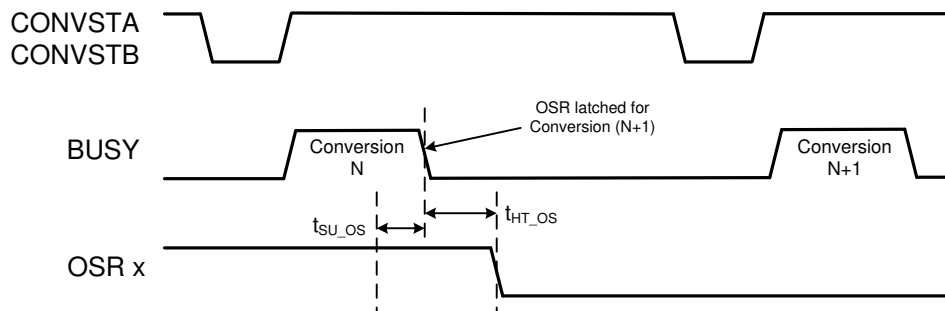 CONVSTA
CONVSTB
OSR latched for
Conversion (N+1)
BUSY
Conversion
N
Conversion
N+1
tSU_OS
tHT_OS
OSR x